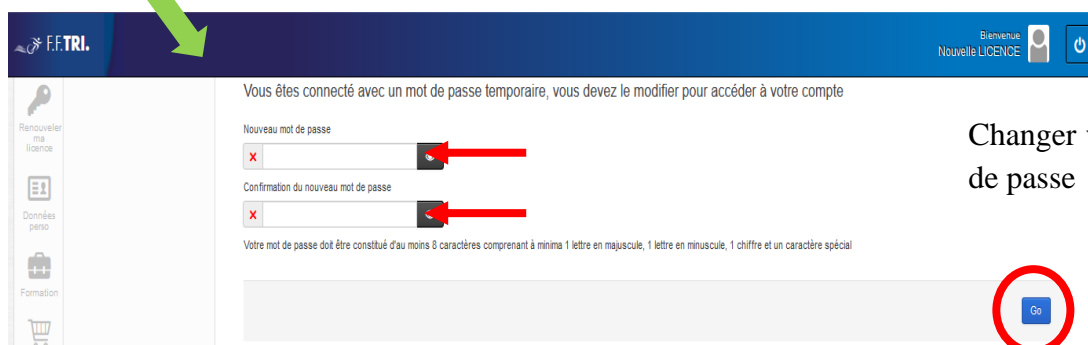 F.F.TRI.
Bienvenue
Nouvelle LICENCE
Renouveler
ma
licence
Données
perso
Formation
Vous êtes connecté avec un mot de passe temporaire, vous devez le modifier pour accéder à votre compte
Nouveau mot de passe
Confirmation du nouveau mot de passe
Votre mot de passe doit être constitué d'au moins 8 caractères comprenant à minima 1 lettre en majuscule, 1 lettre en minuscule, 1 chiffre et un caractère spécial
Changer
de passe
Go